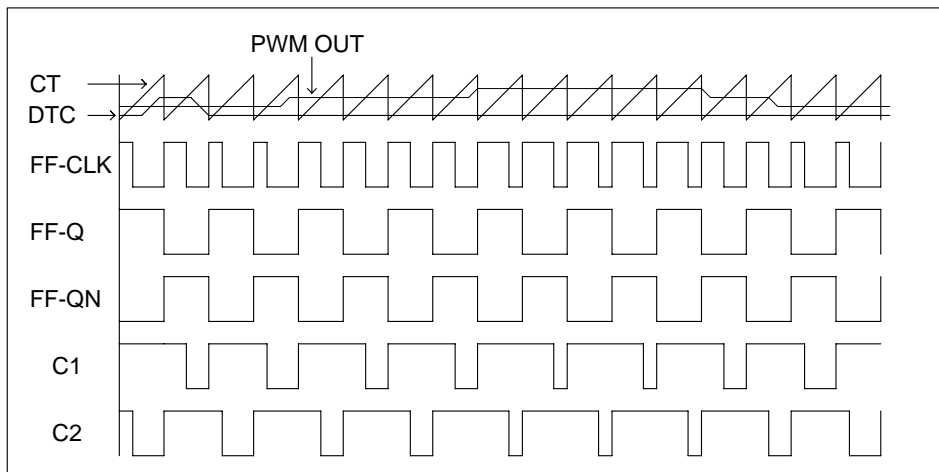 PWM OUT
CT
DTC
FF-CLK
FF-Q
FF-QN
C1
C2